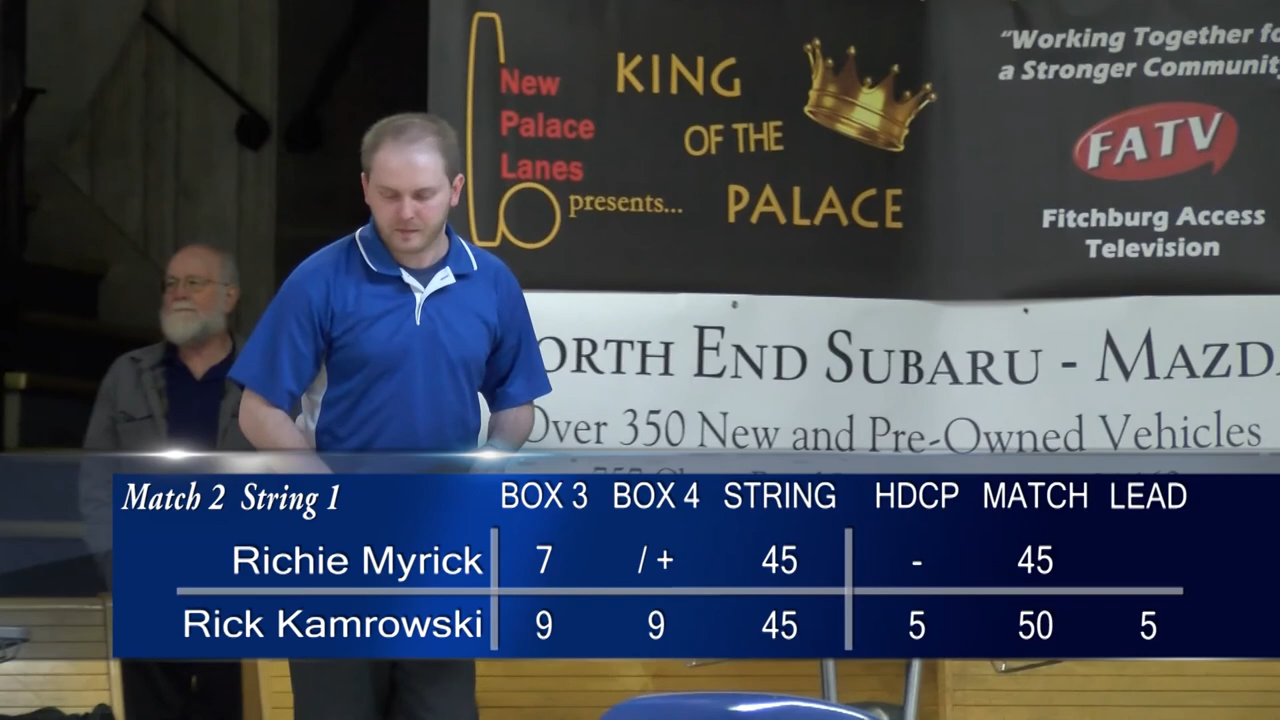 New
Palace
Lanes
presents...
KING
OF THE
PALACE
"Working Together fo
a Stronger Community
FATV
Fitchburg Access
Television
ORTH END SUBARU - MAZD
Over 350 New and Pre-Owned Vehicles
Match 2 String 1 BOX 3 BOX 4 STRING HDCP MATCH LEAD
Richie Myrick 7 / + 45 - 45
Rick Kamrowski 9 9 45 5 50 5